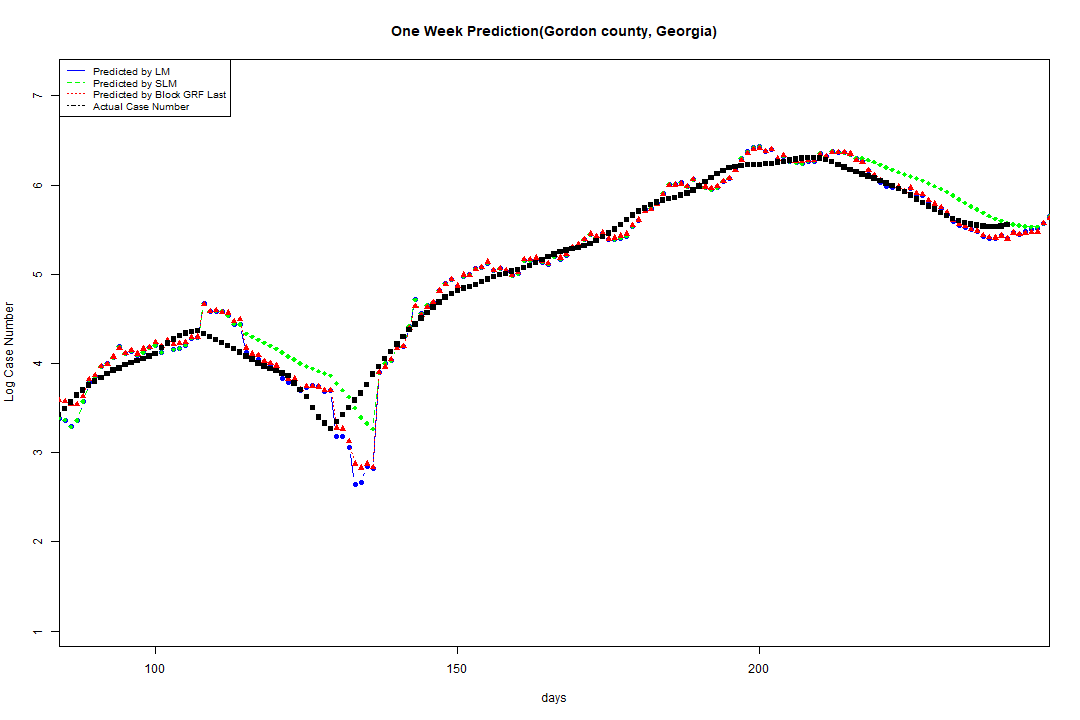 One Week Prediction(Gordon county, Georgia)
Predicted by LM
Predicted by SLM
Predicted by Block GRF Last
Actual Case Number
7
6
5
4
3
2
1
Log Case Number
100 150 200
days